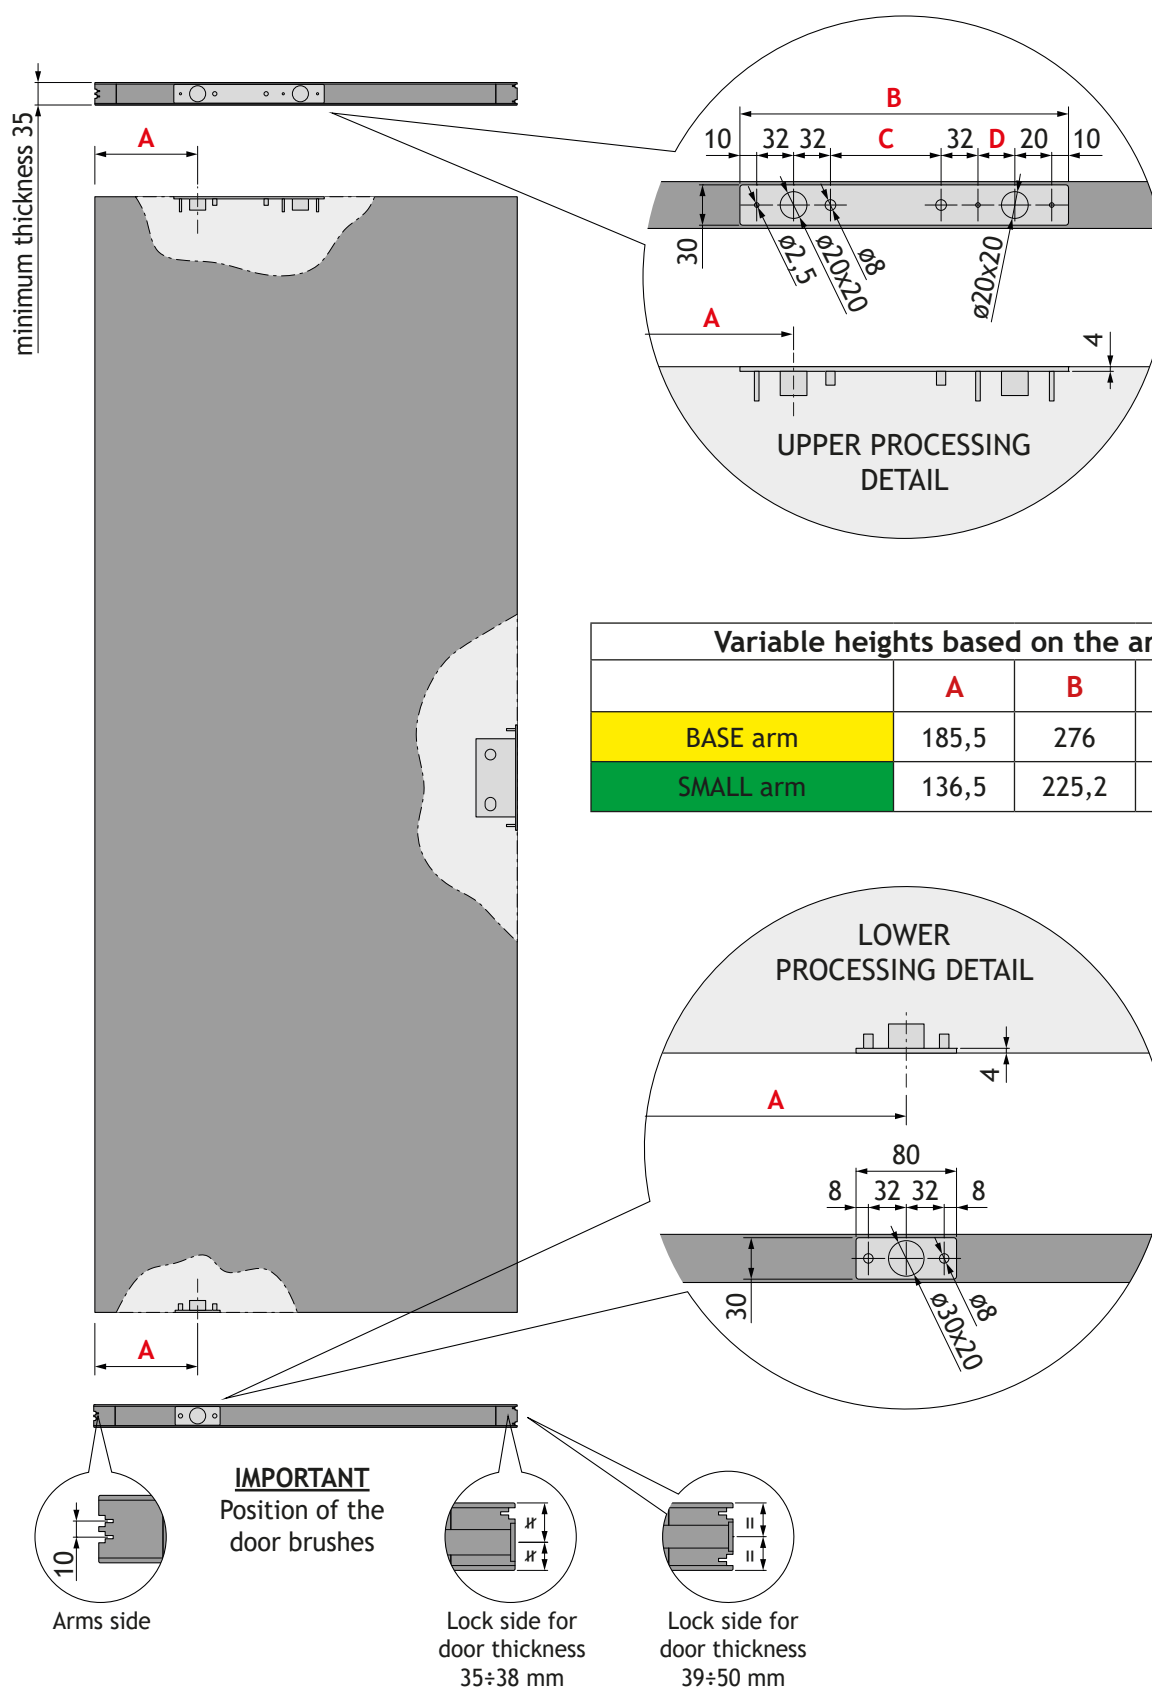 minimum thickness 35
A
B
10 32 32 C 32 D 20 10
30
ø2,5
ø20x20
ø8
ø20x20
A
4
UPPER PROCESSING
DETAIL
Variable heights based on the
A B
BASE arm 185,5 276
SMALL arm 136,5 225,2
LOWER
PROCESSING DETAIL
4
A
80
8 32 32 8
30
ø8
ø30x20
A
IMPORTANT
Position of the
door brushes
10
Arms side
Lock side for
door thickness
35÷38 mm
Lock side for
door thickness
39÷50 mm